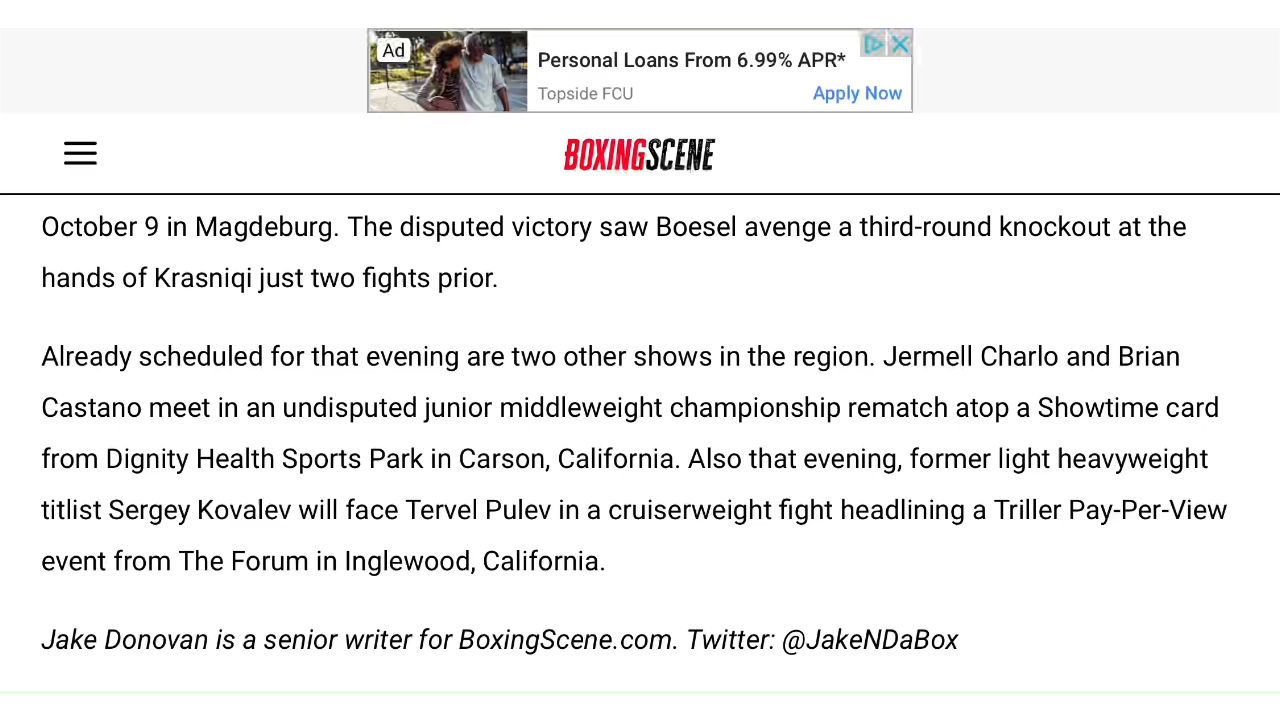 Ad
Personal Loans From 6.99% APR*
Topside FCU
Apply Now
BOXINGSCENE
October 9 in Magdeburg. The disputed victory saw Boesel avenge a third-round knockout at the
hands of Krasniqi just two fights prior.
Already scheduled for that evening are two other shows in the region. Jermell Charlo and Brian
Castano meet in an undisputed junior middleweight championship rematch atop a Showtime card
from Dignity Health Sports Park in Carson, California. Also that evening, former light heavyweight
titlist Sergey Kovalev will face Tervel Pulev in a cruiserweight fight headlining a Triller Pay-Per-View
event from The Forum in Inglewood, California.
Jake Donovan is a senior writer for BoxingScene.com. Twitter: @JakeNDaBox